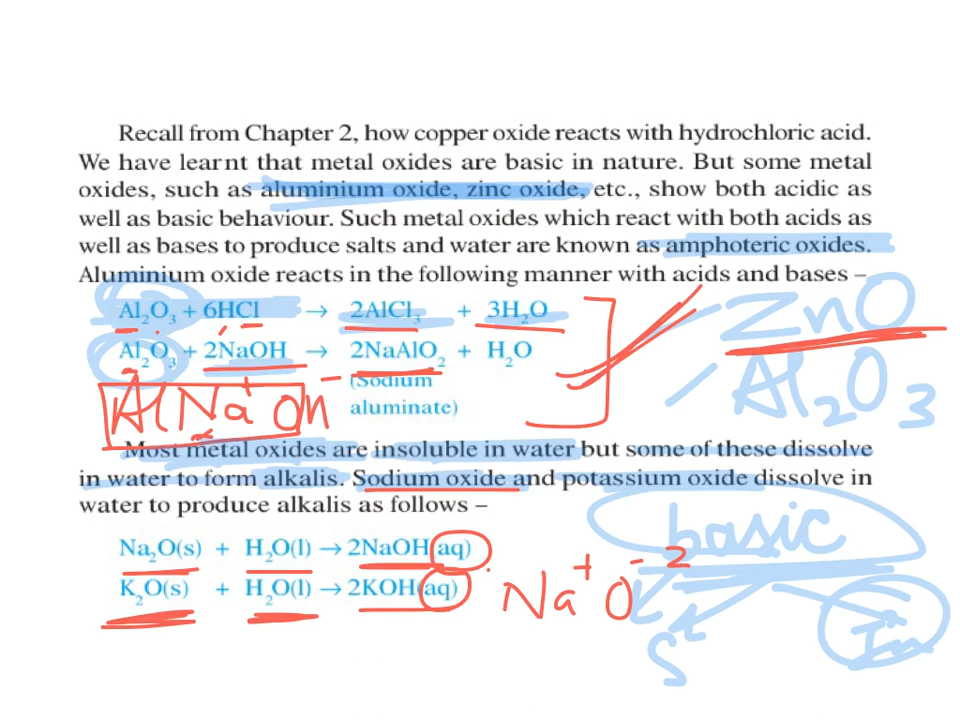 Recall from Chapter 2, how copper oxide reacts with hydrochloric acid.
We have learnt that metal oxides are basic in nature. But some metal
oxides, such as aluminium oxide, zinc oxide, etc., show both acidic as
well as basic behaviour. Such metal oxides which react with both acids as
well as bases to produce salts and water are known as amphoteric oxides.
Aluminium oxide reacts in the following manner with acids and bases –
Al₂O₃ + 6HCl → 2AlCl₃ + 3H₂O
ZnO
Al₂O₃ + 2NaOH → 2NaAlO₂ + H₂O
(Sodium
aluminate)
Al₂O₃
Al Na⁺ 
Most metal oxides are insoluble in water but some of these dissolve
in water to form alkalis. Sodium oxide and potassium oxide dissolve in
water to produce alkalis as follows –
basic
Na₂O(s) + H₂O(l) → 2NaOH(aq)
K₂O(s) + H₂O(l) → 2KOH(aq)
Na⁺ O⁻²